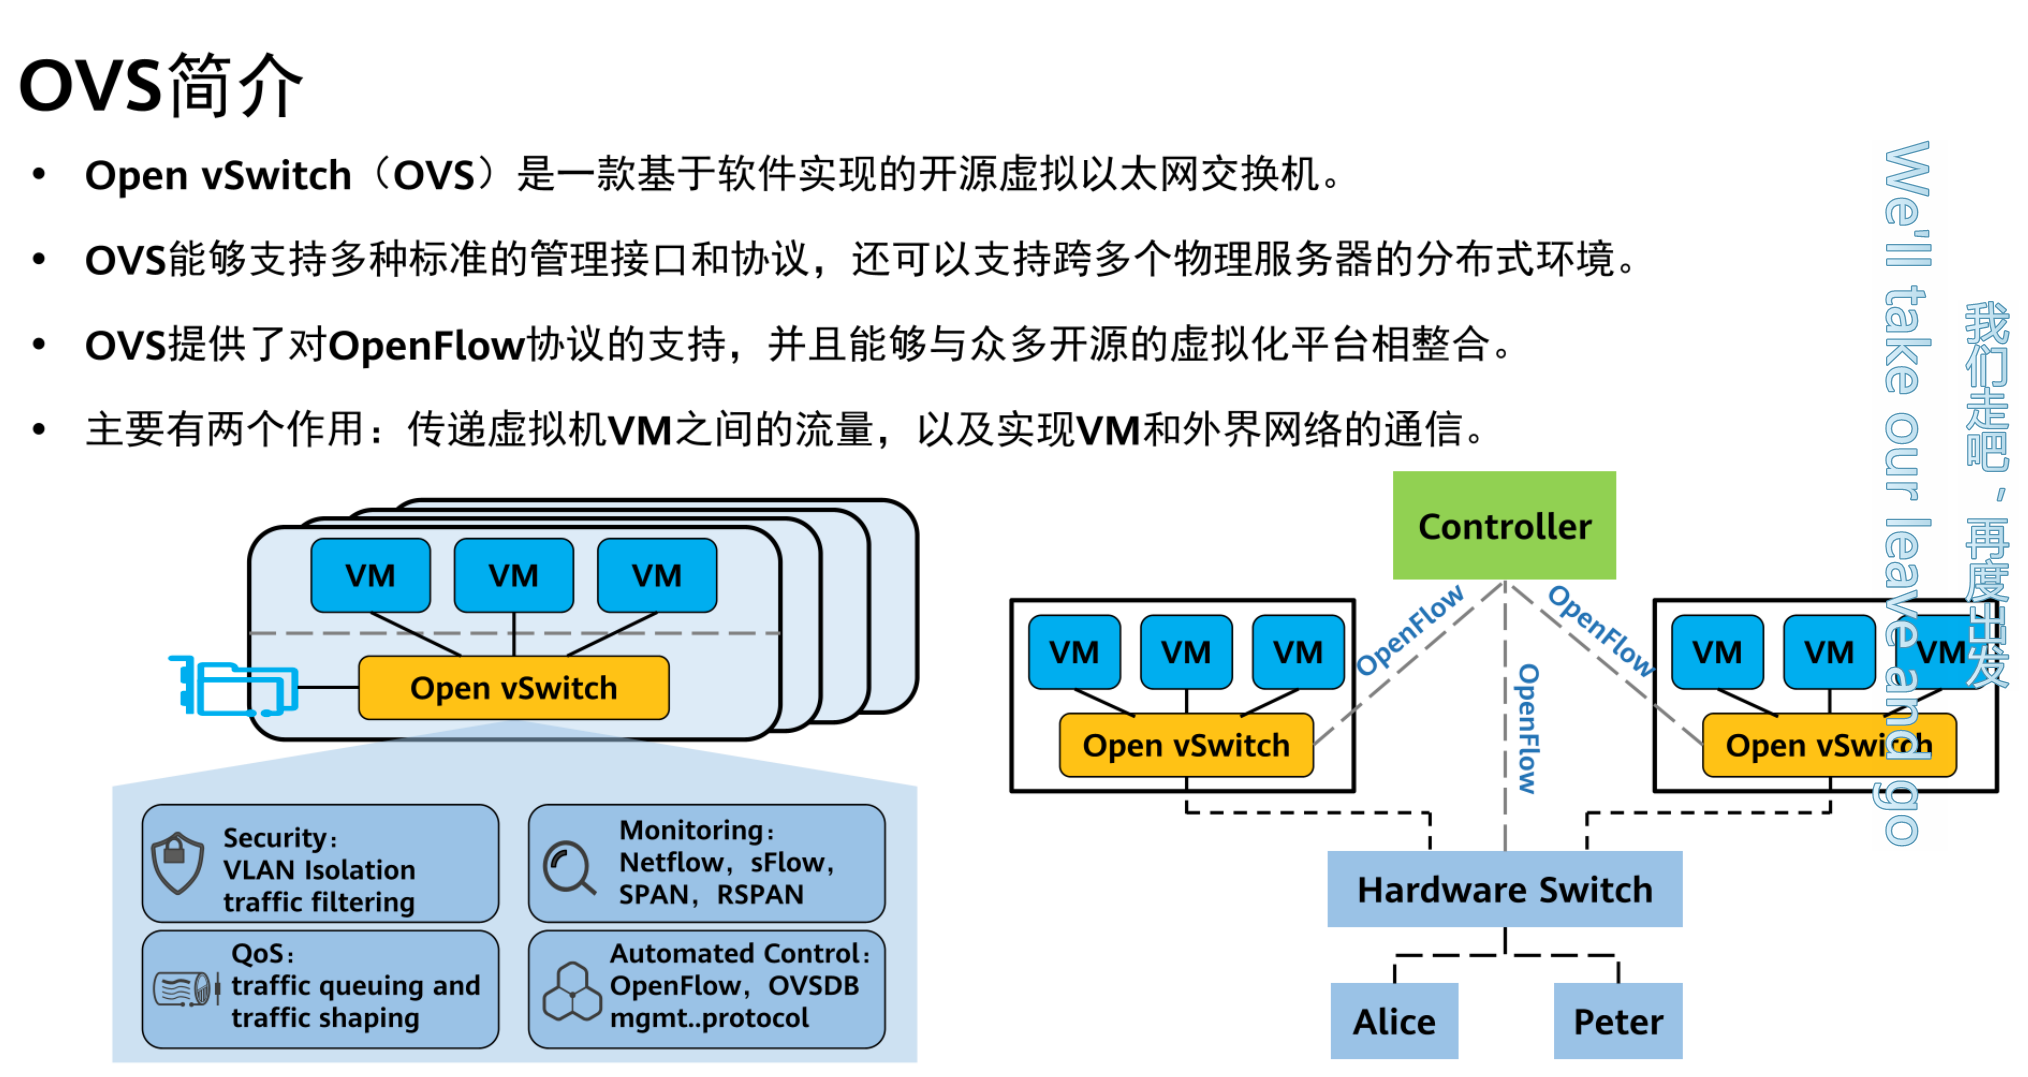 OVS简介
• Open vSwitch（OVS）是一款基于软件实现的开源虚拟以太网交换机。
• OVS能够支持多种标准的管理接口和协议，还可以支持跨多个物理服务器的分布式环境。
• OVS提供了对OpenFlow协议的支持，并且能够与众多开源的虚拟化平台相整合。
• 主要有两个作用：传递虚拟机VM之间的流量，以及实现VM和外界网络的通信。
VM VM VM
Open vSwitch
Security：
VLAN Isolation
traffic filtering
Monitoring：
Netflow，sFlow，
SPAN，RSPAN
QoS：
traffic queuing and
traffic shaping
Automated Control：
OpenFlow，OVSDB
mgmt..protocol
Controller
OpenFlow
OpenFlow
OpenFlow
VM VM VM
Open vSwitch
VM VM VM
Open vSwitch
Hardware Switch
Alice
Peter
We'll take our leave and go
我们走吧，再度出发